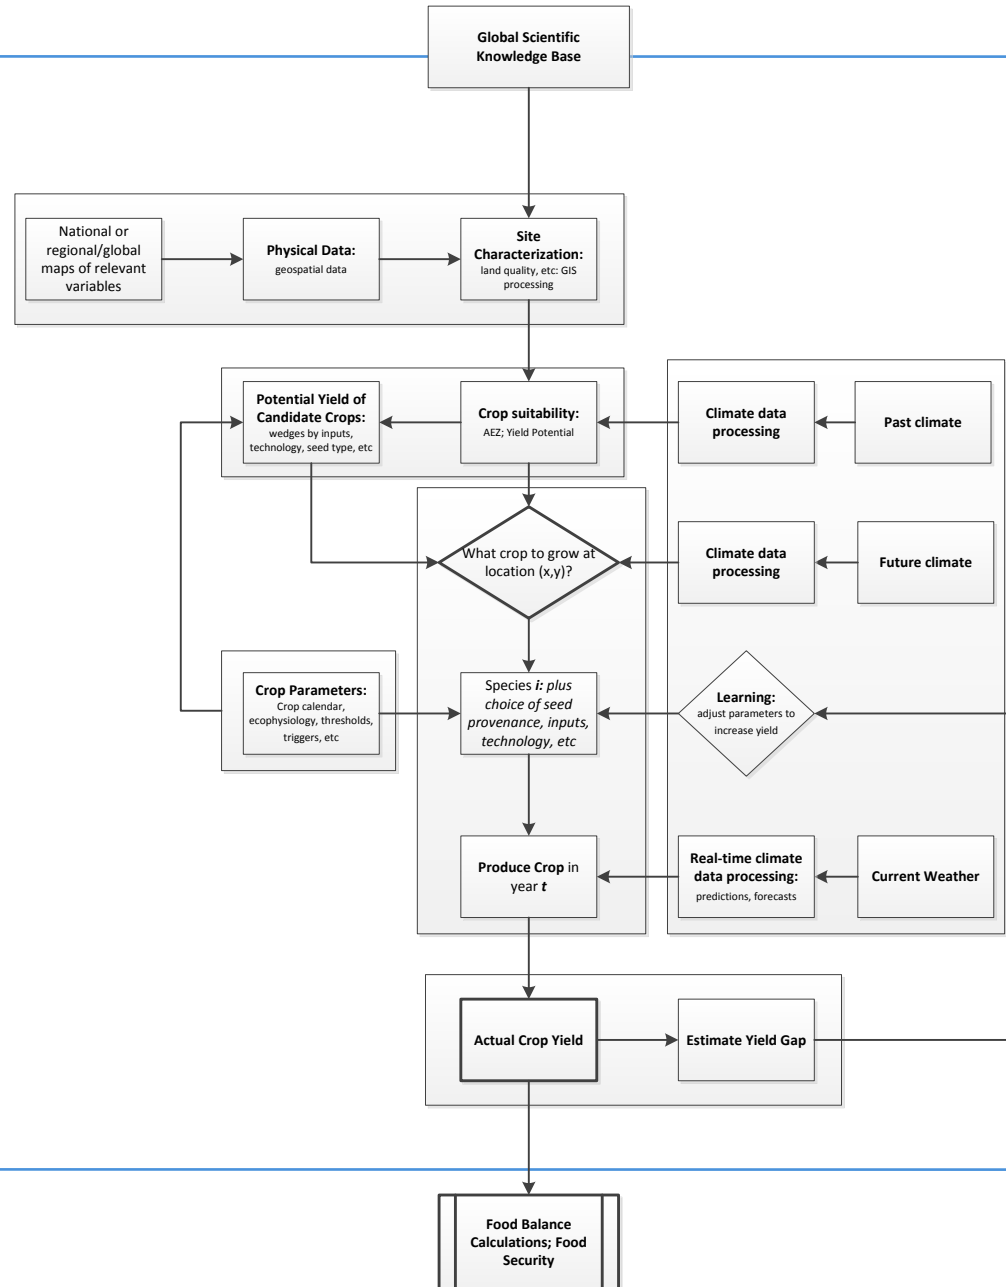 Global Scientific
Knowledge Base
National or
regional/global
maps of relevant
variables
Physical Data:
geospatial data
Site
Characterization:
land quality, etc: GIS
processing
Potential Yield of
Candidate Crops:
wedges by inputs,
technology, seed type, etc
Crop suitability:
AEZ; Yield Potential
Climate data
processing
Past climate
What crop to grow at
location (x,y)?
Climate data
processing
Future climate
Crop Parameters:
Crop calendar,
ecophysiology, thresholds,
triggers, etc
Species i: plus
choice of seed
provenance, inputs,
technology, etc
Learning:
adjust parameters to
increase yield
Produce Crop in
year t
Real-time climate
data processing:
predictions, forecasts
Current Weather
Actual Crop Yield
Estimate Yield Gap
Food Balance
Calculations; Food
Security